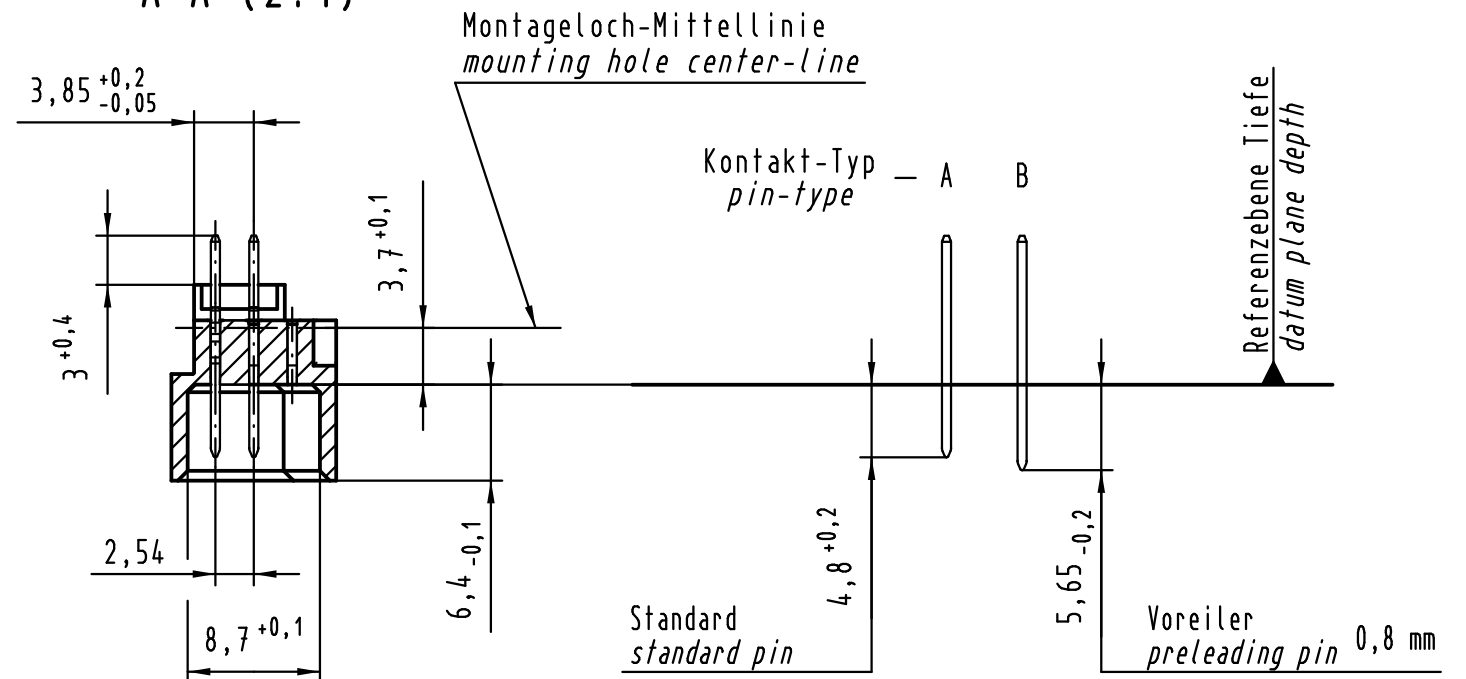 Montageloch-Mittellinie
mounting hole center-line
3,85 +0,2 -0,05
Kontakt-Typ — A B
pin-type
Referenzebene Tiefe
datum plane depth
3,7 +0,1
3 +0,4
2,54
8,7 +0,1
6,4 -0,1
4,8 +0,2
5,65 -0,2
Standard
standard pin
Voreiler
preleading pin 0,8 mm